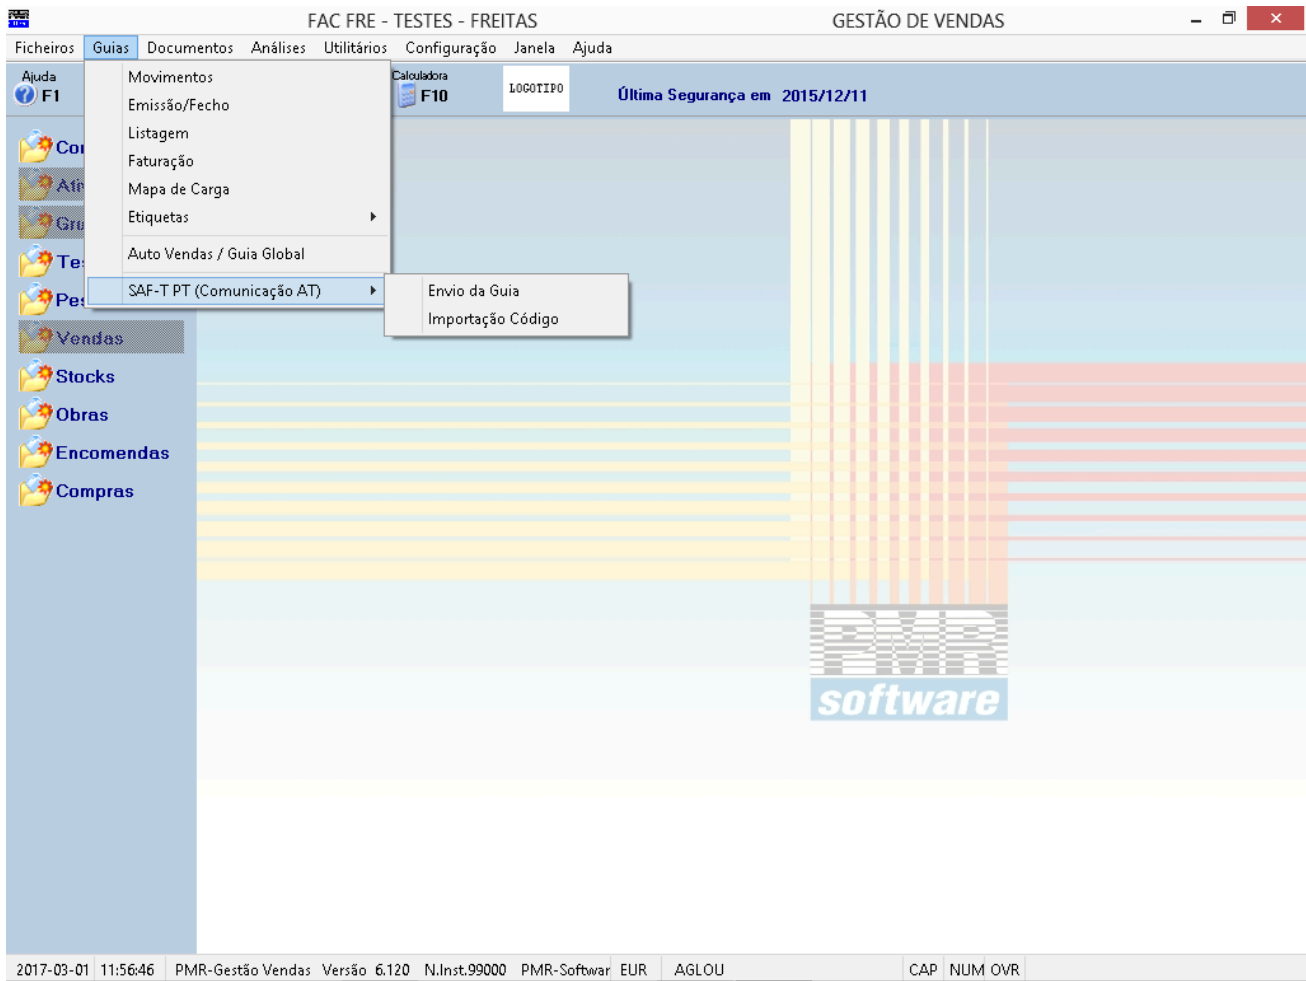 FAC FRE - TESTES - FREITAS GESTÃO DE VENDAS
Ficheiros Guias Documentos Análises Utilitários Configuração Janela Ajuda
Ajuda
F1
Calculadora
F10
LOGOTIPO
Última Segurança em 2015/12/11
Movimentos
Emissão/Fecho
Listagem
Faturação
Mapa de Carga
Etiquetas
Auto Vendas / Guia Global
SAF-T PT (Comunicação AT)
Envio da Guia
Importação Código
Vendas
Stocks
Obras
Encomendas
Compras
PMR
software
2017-03-01 11:56:46 PMR-Gestão Vendas Versão 6.120 N.Inst.99000 PMR-Softwar EUR AGLOU CAP NUM OVR